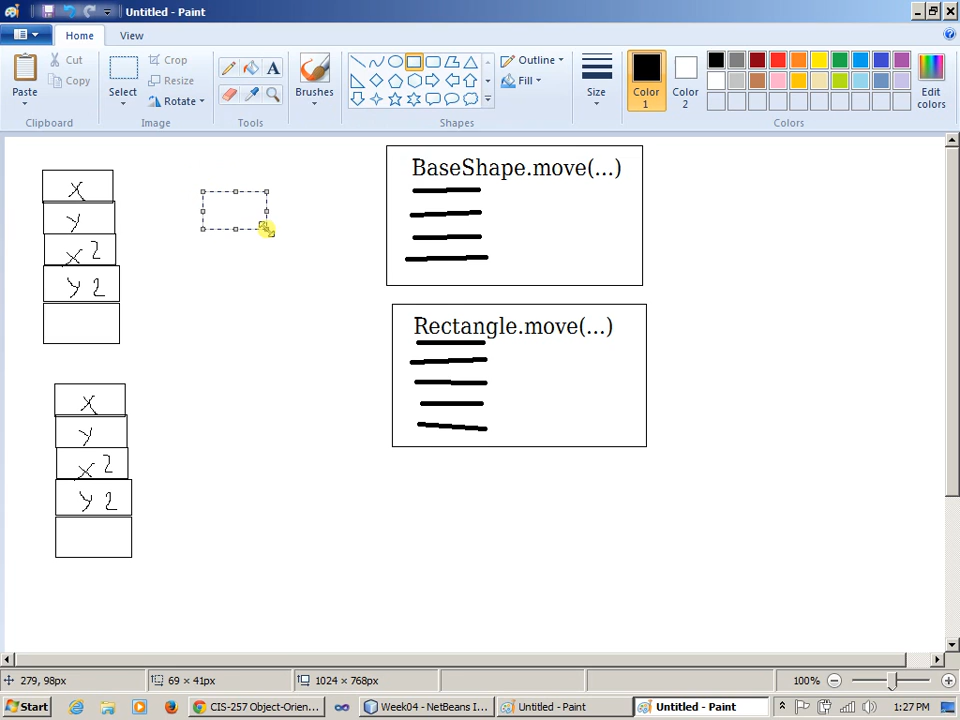 Untitled - Paint
Home
View
Paste
Cut
Copy
Clipboard
Select
Crop
Resize
Rotate
Image
A
Tools
Brushes
Outline
Fill
Shapes
Size
Color
1
Color
2
Edit
colors
Colors
x
y
x2
y2
x
y
x2
y2
BaseShape.move(...)
Rectangle.move(...)
279, 98px
69 × 41px
1024 × 768px
100%
Start
CIS-257 Object-Orien...
Week04 - NetBeans I...
Untitled - Paint
Untitled - Paint
1:27 PM